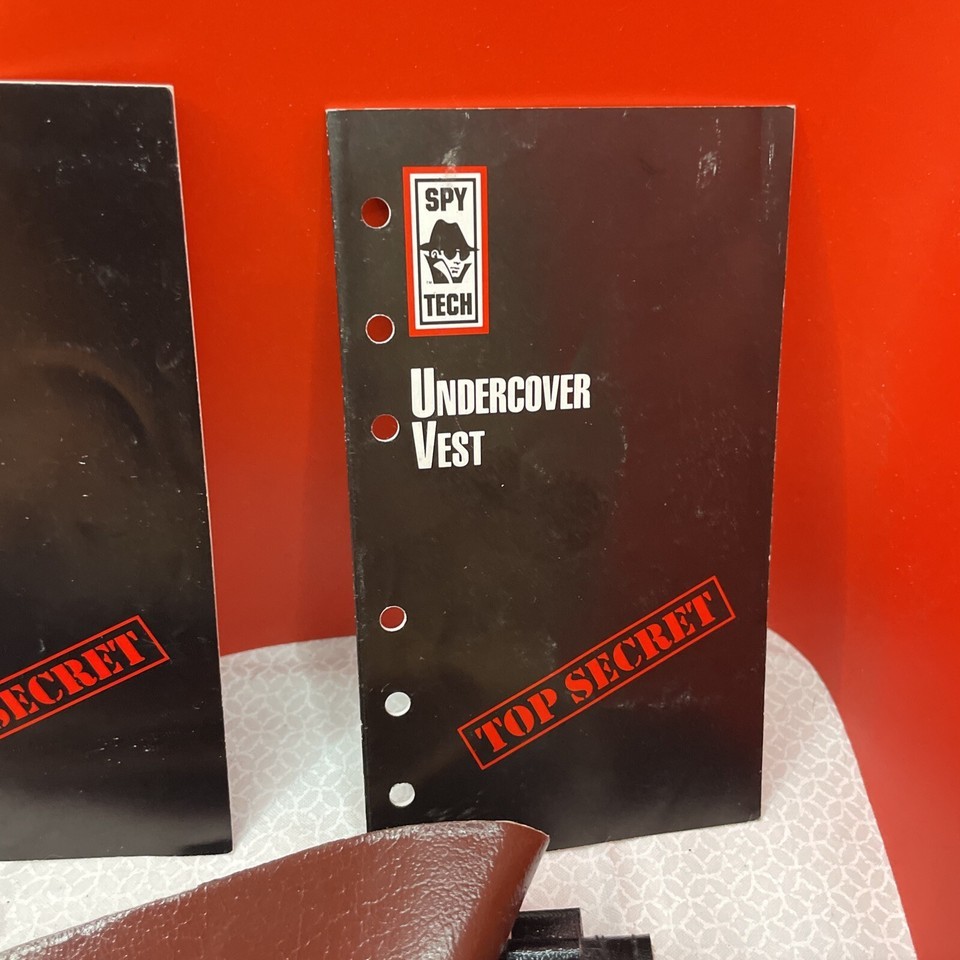 SPY
TECH
UNDERCOVER
VEST
TOP SECRET
SECRET